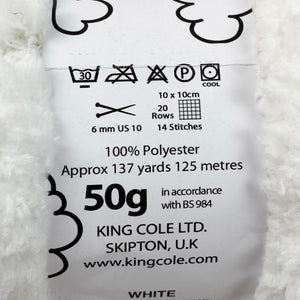 30
P
COOL
10 x 10cm
20
Rows
6 mm US 10 14 Stitches
100% Polyester
Approx 137 yards 125 metres
50g in accordance
with BS 984
KING COLE LTD.
SKIPTON, U.K
www.kingcole.com
WHITE